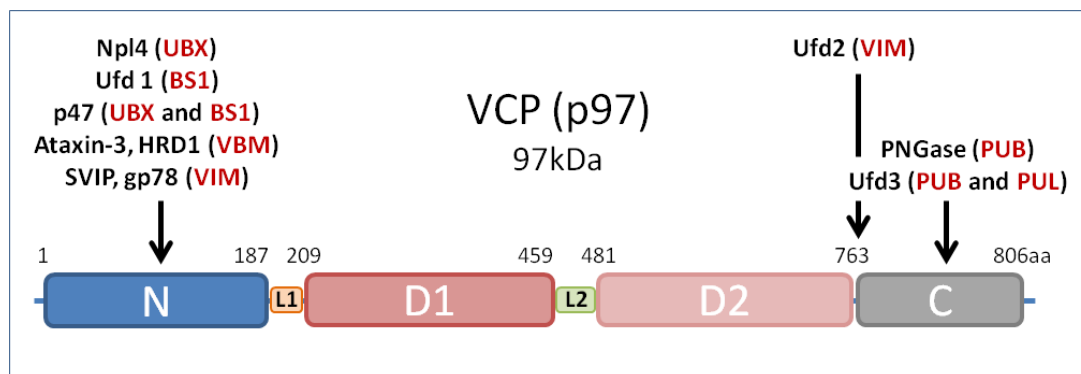 Npl4 (UBX)
Ufd 1 (BS1)
p47 (UBX and BS1)
Ataxin-3, HRD1 (VBM)
SVIP, gp78 (VIM)
VCP (p97)
97kDa
Ufd2 (VIM)
PNGase (PUB)
Ufd3 (PUB and PUL)
1 187 209 459 481 763 806aa
N L1 D1 L2 D2 C